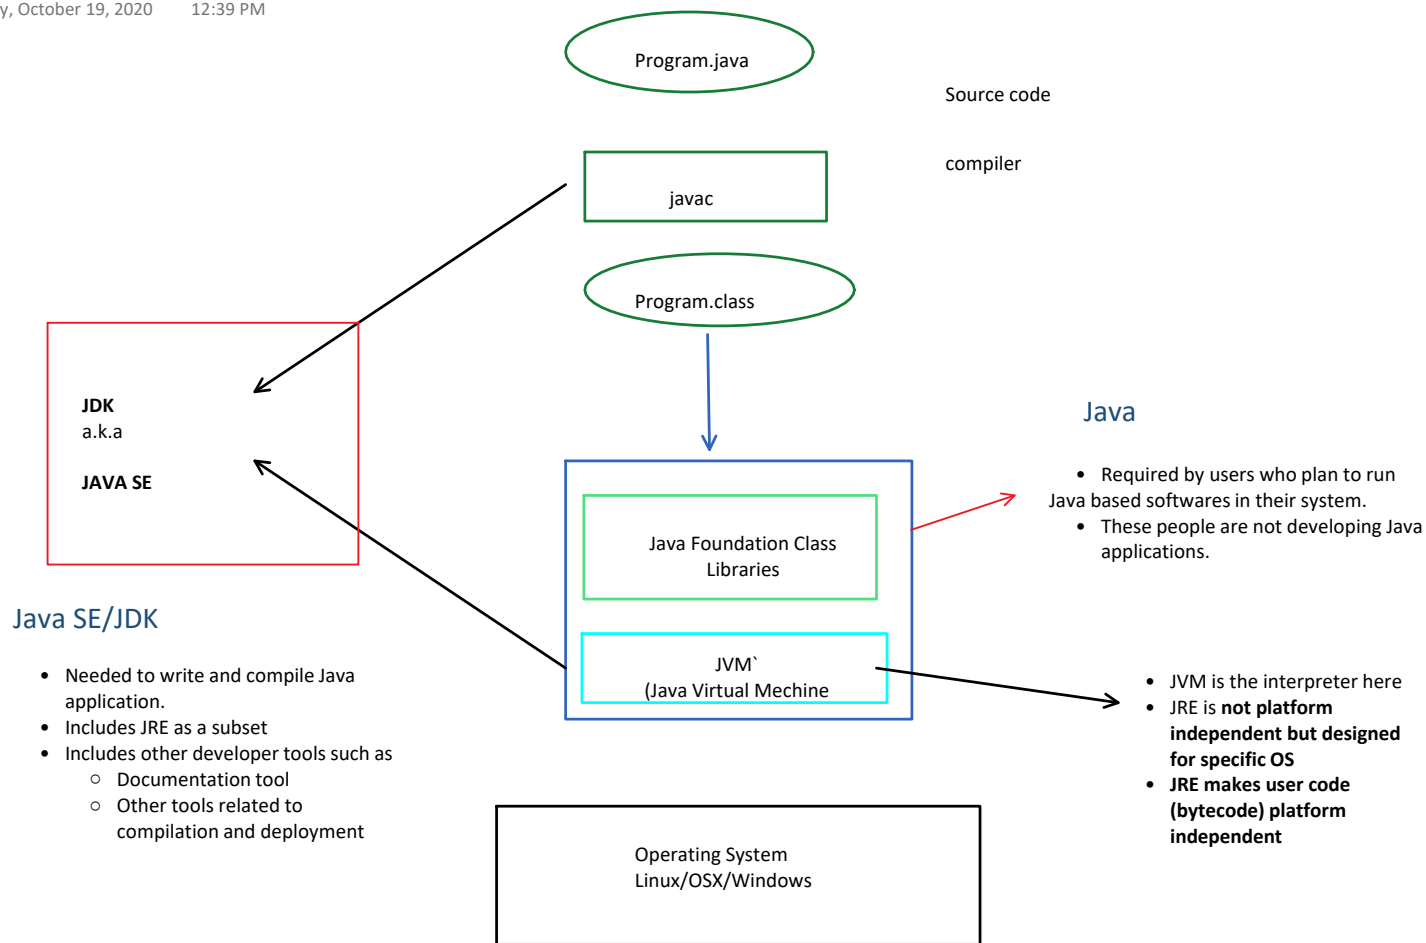 y, October 19, 2020 12:39 PM
Program.java
Source code
compiler
javac
Program.class
JDK
a.k.a
JAVA SE
Java
• Required by users who plan to run
Java based softwares in their system.
• These people are not developing Java
applications.
Java Foundation Class
Libraries
Java SE/JDK
• Needed to write and compile Java
application.
• Includes JRE as a subset
• Includes other developer tools such as
○ Documentation tool
○ Other tools related to
compilation and deployment
JVM`
(Java Virtual Mechine
• JVM is the interpreter here
• JRE is not platform
independent but designed
for specific OS
• JRE makes user code
(bytecode) platform
independent
Operating System
Linux/OSX/Windows